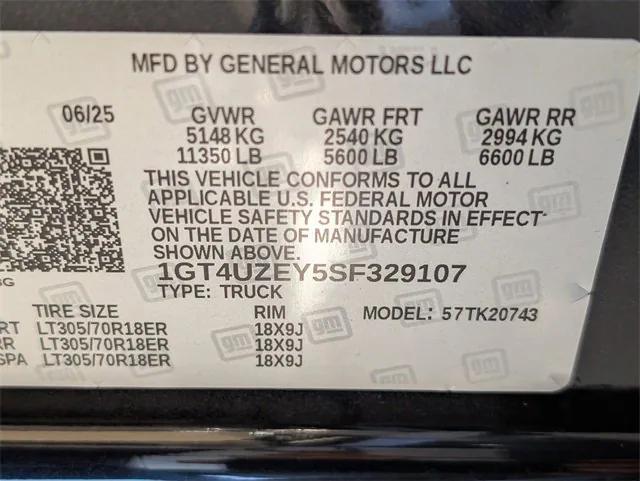 MFD BY GENERAL MOTORS LLC
06/25 GVWR GAWR FRT GAWR RR
5148 KG 2540 KG 2994 KG
11350 LB 5600 LB 6600 LB
THIS VEHICLE CONFORMS TO ALL
APPLICABLE U.S. FEDERAL MOTOR
VEHICLE SAFETY STANDARDS IN EFFECT
ON THE DATE OF MANUFACTURE
SHOWN ABOVE.
1GT4UZEY5SF329107
TYPE: TRUCK
TIRE SIZE RIM MODEL: 57TK20743
RT LT305/70R18ER 18X9J
RR LT305/70R18ER 18X9J
SPA LT305/70R18ER 18X9J
gm